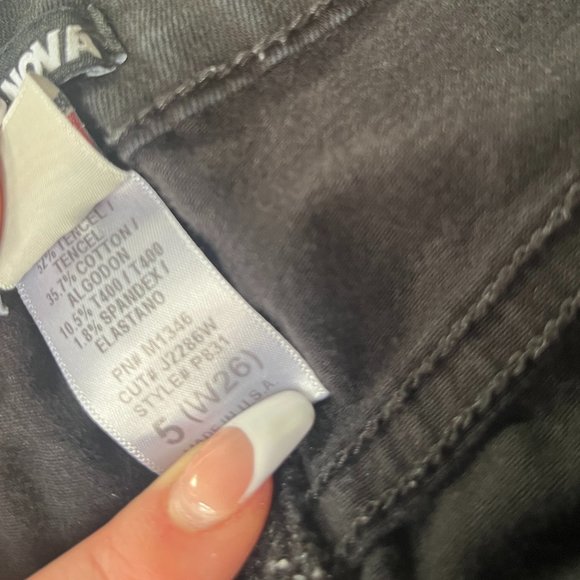 NOVA
52% TENCEL /
TENCEL
35.7% COTTON /
ALGODON
10.5% T400 / T400
1.8% SPANDEX /
ELASTANO
PN# M1346
CUT# J2286W
STYLE# P831
5 (W26)
MADE IN U.S.A